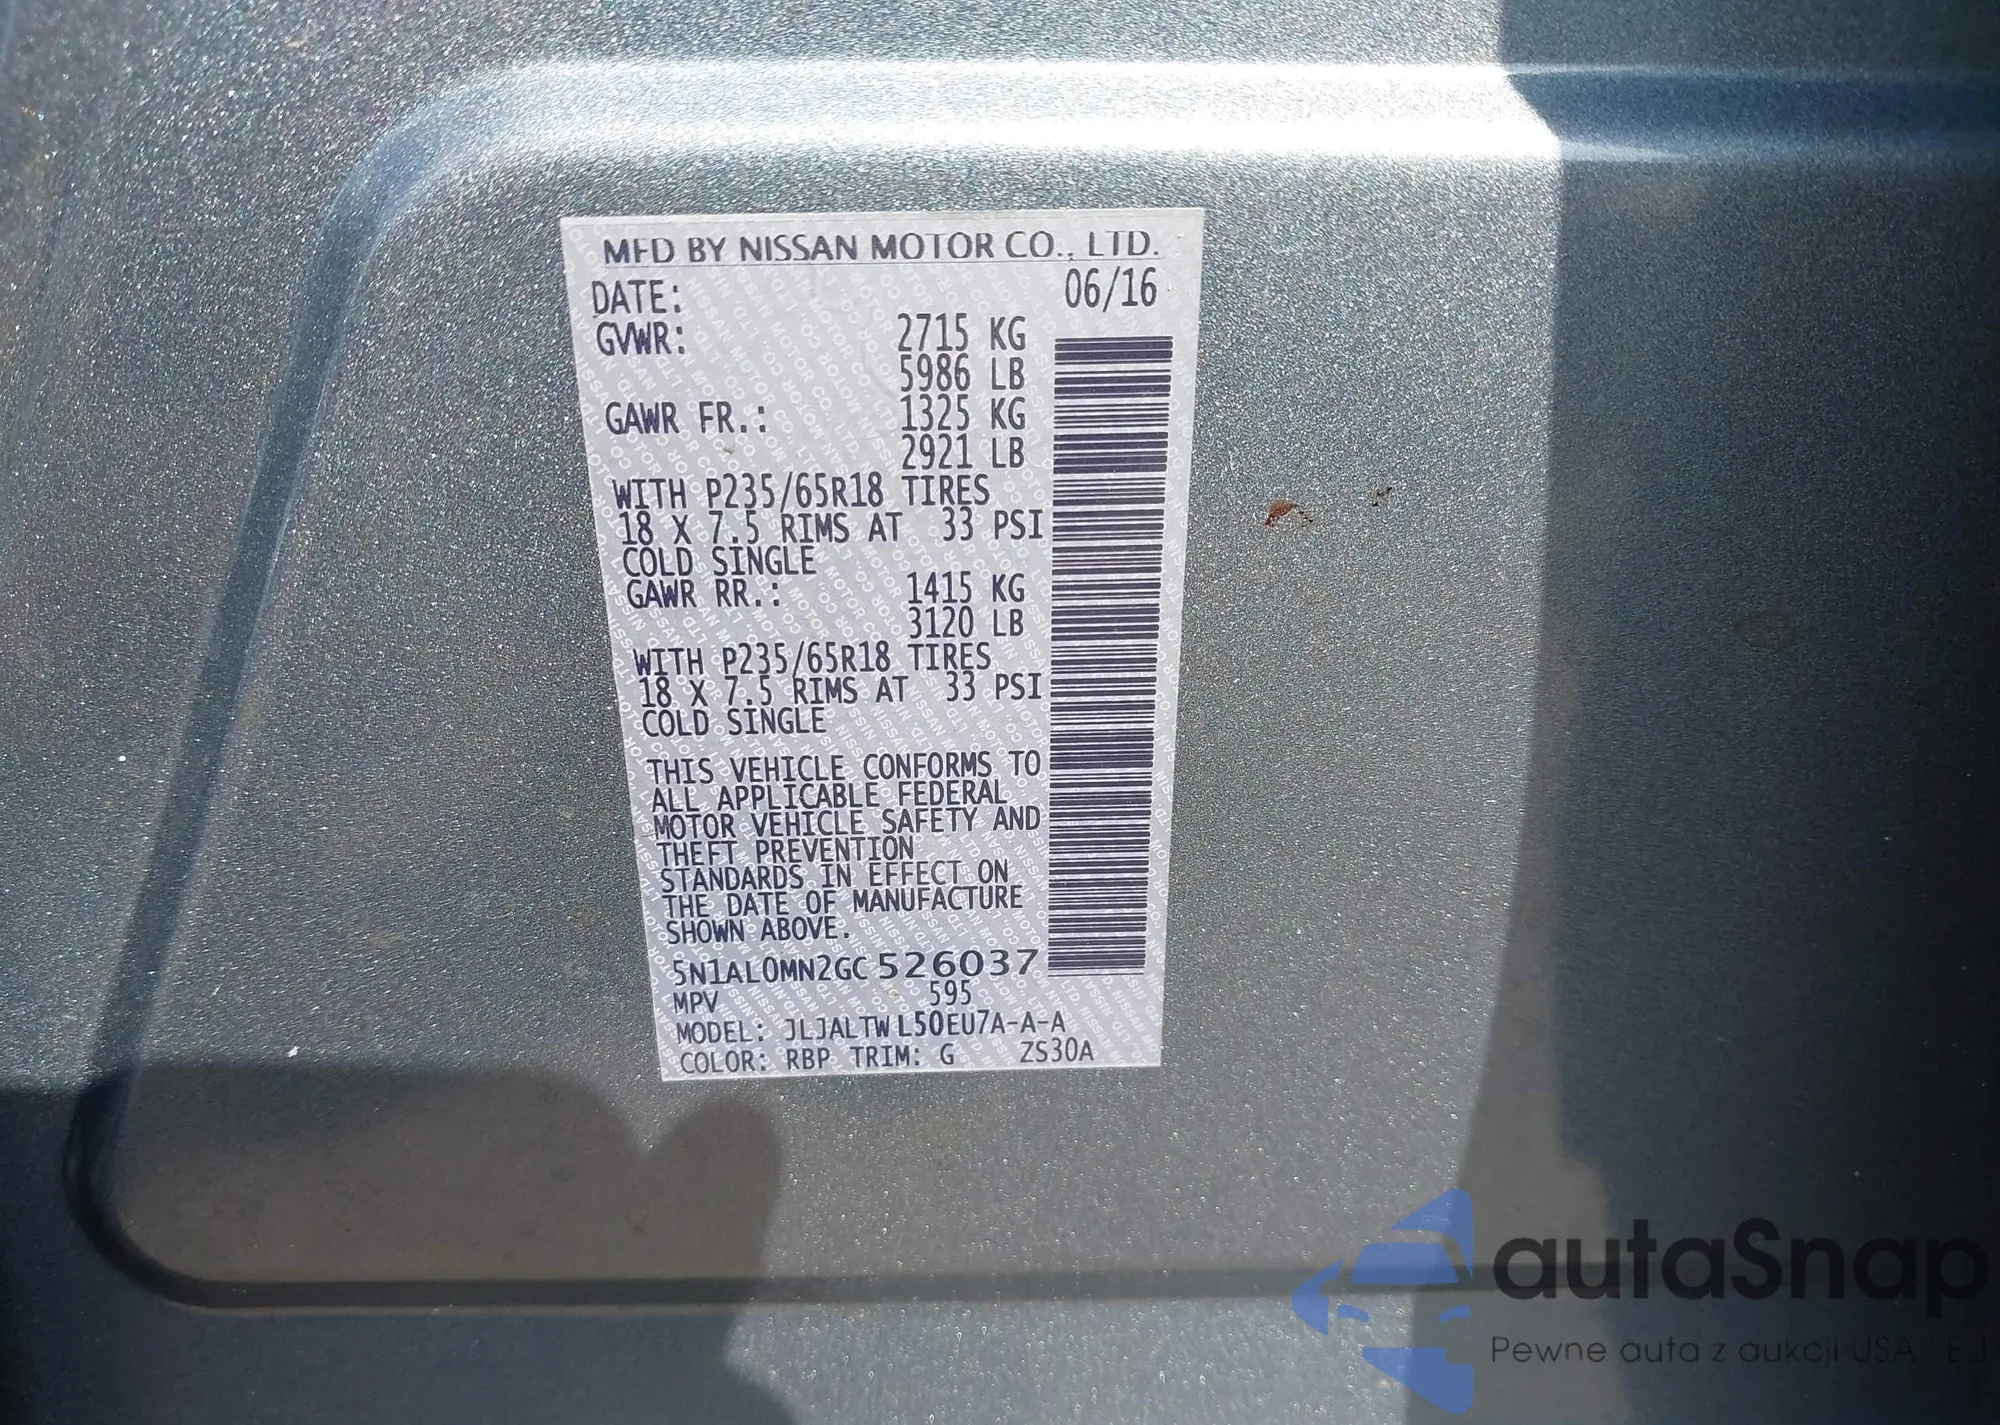 MFD BY NISSAN MOTOR CO., LTD.
DATE: 06/16
GVWR: 2715 KG
5986 LB
GAWR FR.: 1325 KG
2921 LB
WITH P235/65R18 TIRES
18 X 7.5 RIMS AT 33 PSI
COLD SINGLE
GAWR RR.: 1415 KG
3120 LB
WITH P235/65R18 TIRES
18 X 7.5 RIMS AT 33 PSI
COLD SINGLE
THIS VEHICLE CONFORMS TO
ALL APPLICABLE FEDERAL
MOTOR VEHICLE SAFETY AND
THEFT PREVENTION
STANDARDS IN EFFECT ON
THE DATE OF MANUFACTURE
SHOWN ABOVE.
5N1AL0MN2GC526037
MPV 595
MODEL: JLJALTWL50EU7A-A-A
COLOR: RBP TRIM: G ZS30A
autaSnap
Pewne auta z aukcji USA i EU